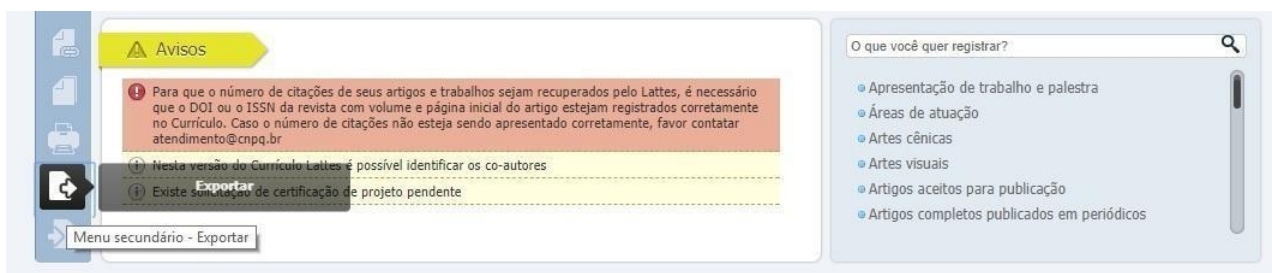 Avisos
Para que o número de citações de seus artigos e trabalhos sejam recuperados pelo Lattes, é necessário
que o DOI ou o ISSN da revista com volume e página inicial do artigo estejam registrados corretamente
no Currículo. Caso o número de citações não esteja sendo apresentado corretamente, favor contatar
atendimento@cnpq.br
Nesta versão do Currículo Lattes é possível identificar os co-autores
Existe solicitação de certificação de projeto pendente
Exportar
Menu secundário - Exportar
O que você quer registrar?
Apresentação de trabalho e palestra
Áreas de atuação
Artes cênicas
Artes visuais
Artigos aceitos para publicação
Artigos completos publicados em periódicos